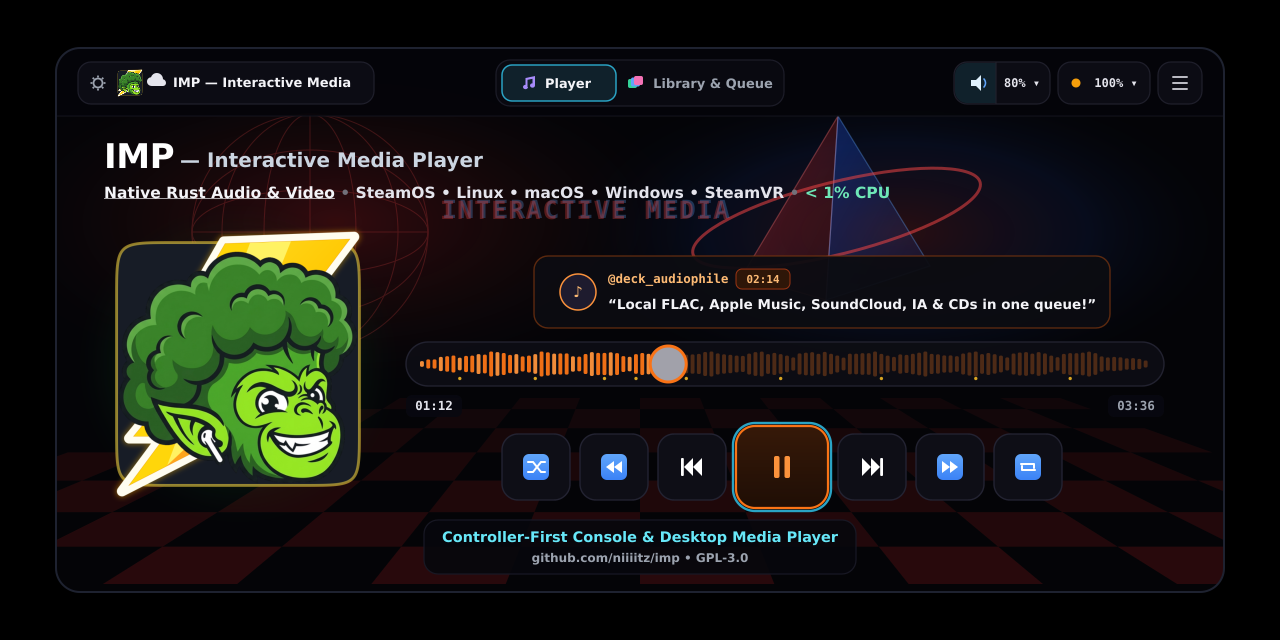 IMP — Interactive Media
Player
Library & Queue
80% ▾
100% ▾
IMP — Interactive Media Player
Native Rust Audio & Video • SteamOS • Linux • macOS • Windows • SteamVR • < 1% CPU
INTERACTIVE MEDIA
@deck_audiophile 02:14
“Local FLAC, Apple Music, SoundCloud, IA & CDs in one queue!”
01:12
03:36
Controller-First Console & Desktop Media Player
github.com/niiiitz/imp • GPL-3.0